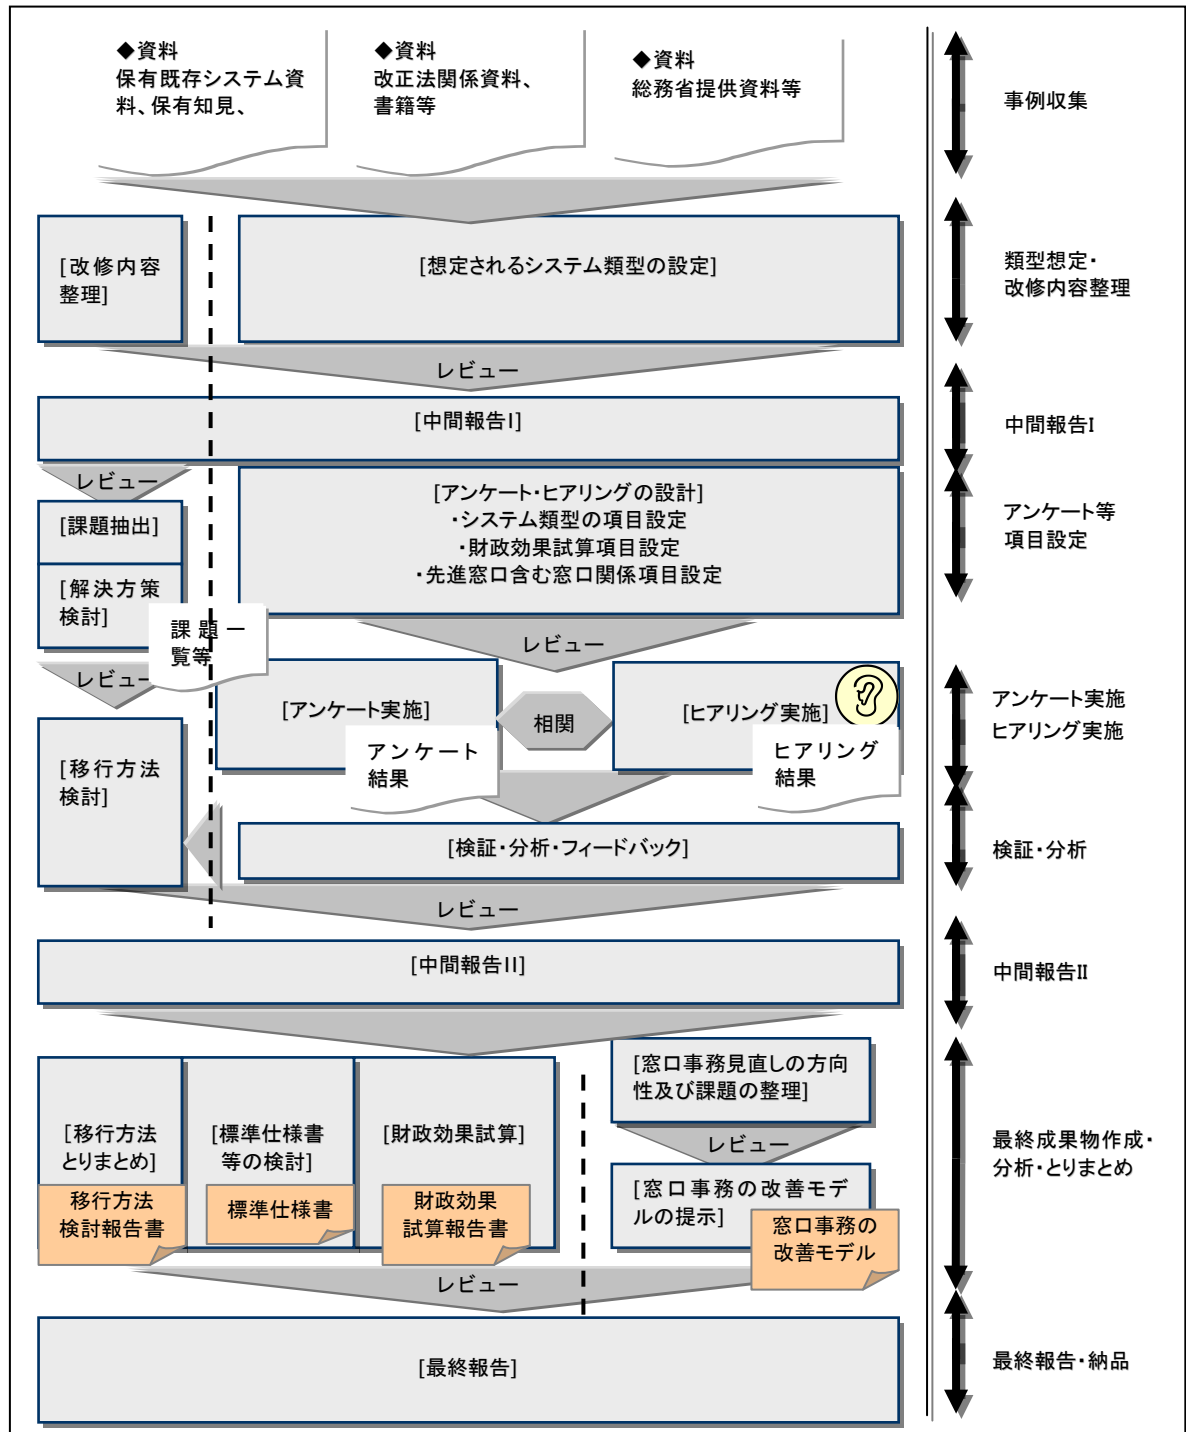 ◆資料
保有既存システム資
料、保有知見、
◆資料
改正法関係資料、
書籍等
◆資料
総務省提供資料等
事例収集
[改修内容
整理]
[想定されるシステム類型の設定]
類型想定・
改修内容整理
レビュー
[中間報告I]
中間報告I
レビュー
[課題抽出]
[解決方策
検討]
課題一
覧等
[アンケート・ヒアリングの設計]
・システム類型の項目設定
・財政効果試算項目設定
・先進窓口含む窓口関係項目設定
アンケート等
項目設定
レビュー
レビュー
[移行方法
検討]
[アンケート実施]
アンケート
結果
相関
[ヒアリング実施]
ヒアリング
結果
アンケート実施
ヒアリング実施
[検証・分析・フィードバック]
検証・分析
レビュー
[中間報告II]
中間報告II
[移行方法
とりまとめ]
移行方法
検討報告書
[標準仕様書
等の検討]
標準仕様書
[財政効果試算]
財政効果
試算報告書
[窓口事務見直しの方向
性及び課題の整理]
レビュー
[窓口事務の改善モデ
ルの提示]
窓口事務の
改善モデル
最終成果物作成・
分析・とりまとめ
レビュー
[最終報告]
最終報告・納品